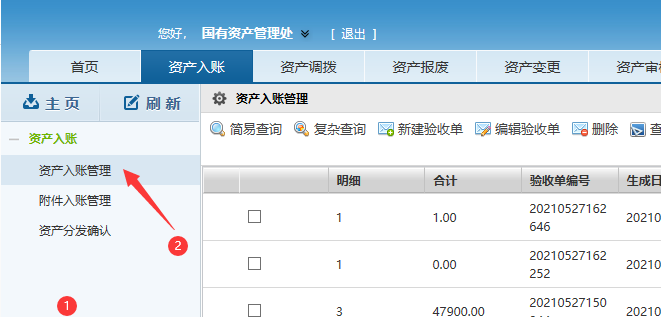 您好， 国有资产管理处 [ 退出 ]
首页 资产入账 资产调拨 资产报废 资产变更 资产审
主 页 刷 新
资产入账管理
资产入账
简易查询 复杂查询 新建验收单 编辑验收单 删除 查
资产入账管理
附件入账管理
资产分发确认
明细 合计 验收单编号 生成日
1 1.00 20210527162646 20210
1 0.00 20210527162252 20210
3 47900.00 20210527150 20210
2
1